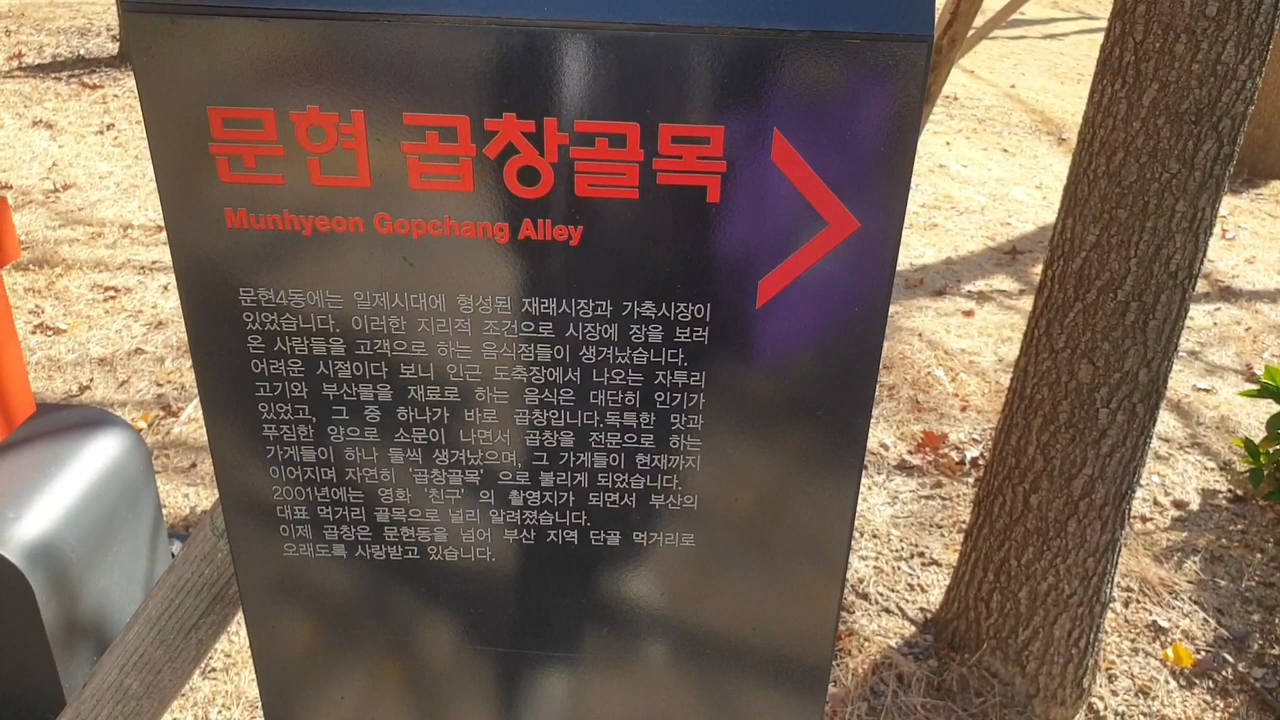 문현 곱창골목
Munhyeon Gopchang Alley
문현4동에는 일제시대에 형성된 재래시장과 가축시장이
있었습니다. 이러한 지리적 조건으로 시장에 장을 보러
온 사람들을 고객으로 하는 음식점들이 생겨났습니다.
어려운 시절이다 보니 인근 도축장에서 나오는 자투리
고기와 부산물을 재료로 하는 음식은 대단히 인기가
있었고, 그 중 하나가 바로 곱창입니다.독특한 맛과
푸짐한 양으로 소문이 나면서 곱창을 전문으로 하는
가게들이 하나 둘씩 생겨났으며, 그 가게들이 현재까지
이어지며 자연히 ‘곱창골목’ 으로 불리게 되었습니다.
2001년에는 영화 ‘친구’ 의 촬영지가 되면서 부산의
대표 먹거리 골목으로 널리 알려졌습니다.
이제 곱창은 문현동을 넘어 부산 지역 단골 먹거리로
오래도록 사랑받고 있습니다.